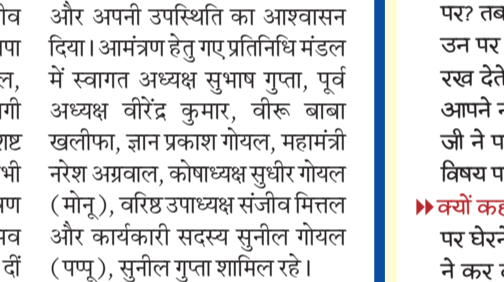 और अपनी उपस्थिति का आश्वासन
दिया। आमंत्रण हेतु गए प्रतिनिधि मंडल
में स्वागत अध्यक्ष सुभाष गुप्ता, पूर्व
अध्यक्ष वीरेंद्र कुमार, वीरू बाबा
खलीफा, ज्ञान प्रकाश गोयल, महामंत्री
नरेश अग्रवाल, कोषाध्यक्ष सुधीर गोयल
(मोनू), वरिष्ठ उपाध्यक्ष संजीव मित्तल
और कार्यकारी सदस्य सुनील गोयल
(पप्पू), सुनील गुप्ता शामिल रहे।
पर? तब
उन पर
रख देते
आपने
जी ने
विषय
क्यों
पर घेरने
ने कर